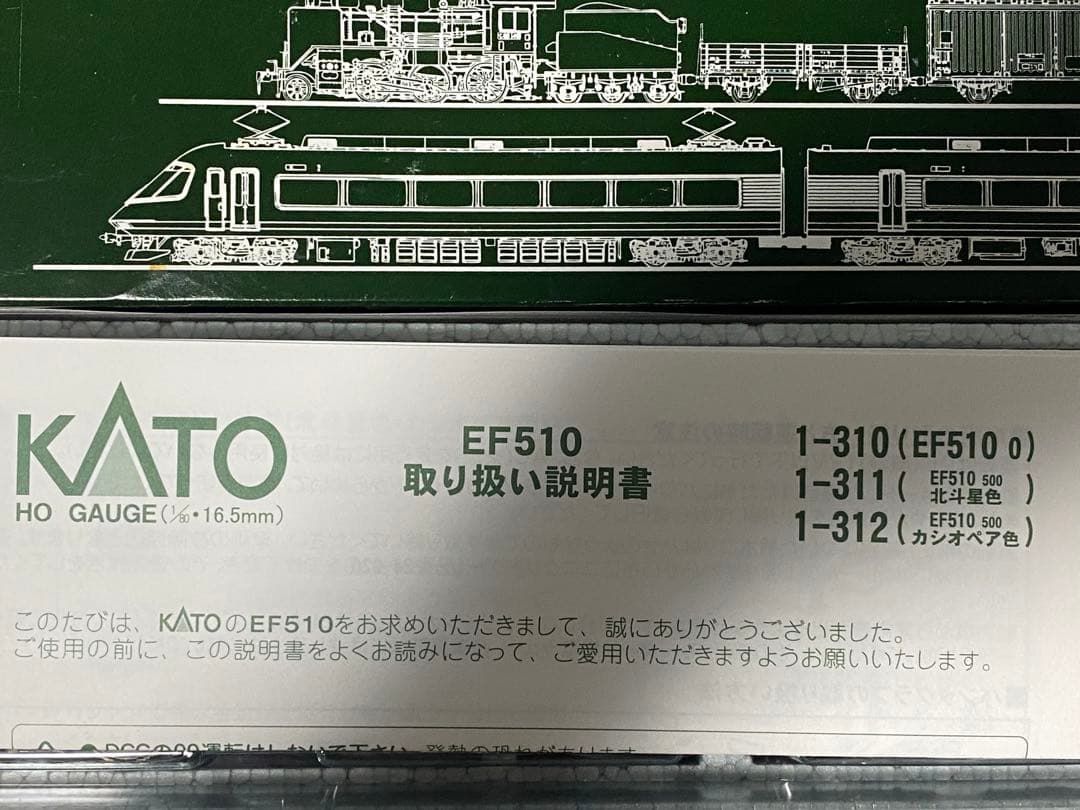 KATO
HO GAUGE(1/80・16.5mm)
EF510
取り扱い説明書
1-310(EF510 0)
1-311(EF510 500 北斗星色)
1-312(EF510 500 カシオペア色)
このたびは、KATOのEF510をお求めいただきまして、誠にありがとうございました。
ご使用の前に、この説明書をよくお読みになって、ご愛用いただきますようお願いいたします。